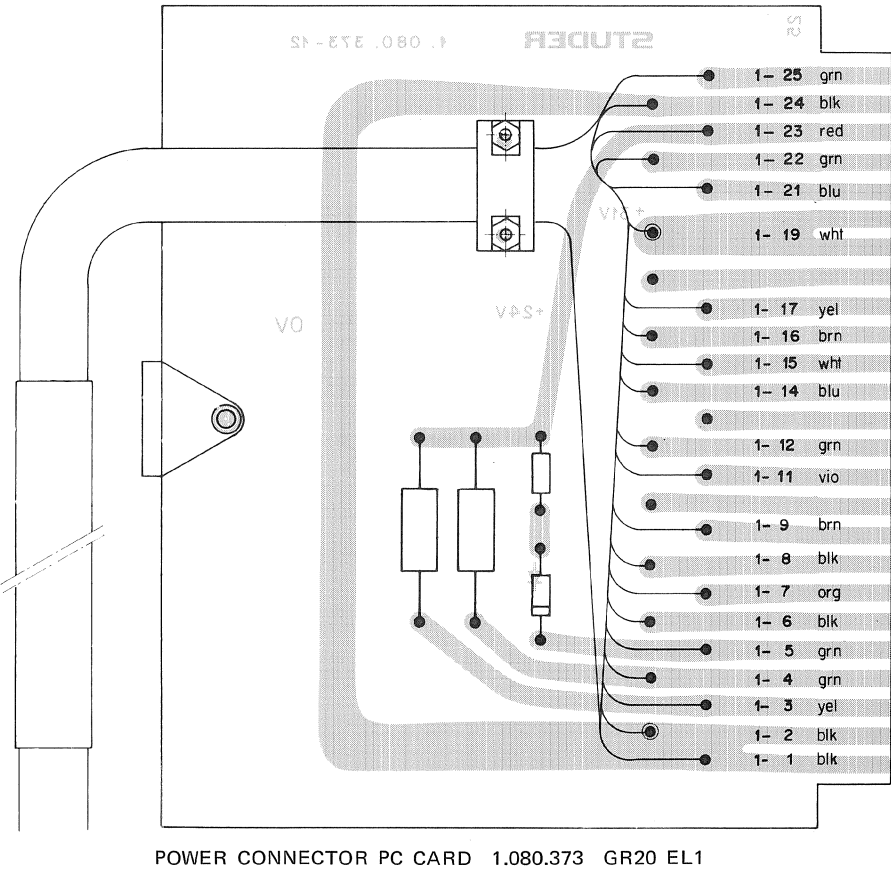 1.080.373-12 STUDER 25
1- 25 grn
1- 24 blk
1- 23 red
1- 22 grn
1- 21 blu
+31V
1- 19 wht
+24V
0V
1- 17 yel
1- 16 brn
1- 15 wht
1- 14 blu
1- 12 grn
1- 11 vio
1- 9 brn
1- 8 blk
1- 7 org
1- 6 blk
1- 5 grn
1- 4 grn
1- 3 yel
1- 2 blk
1- 1 blk
POWER CONNECTOR PC CARD 1.080.373 GR20 EL1